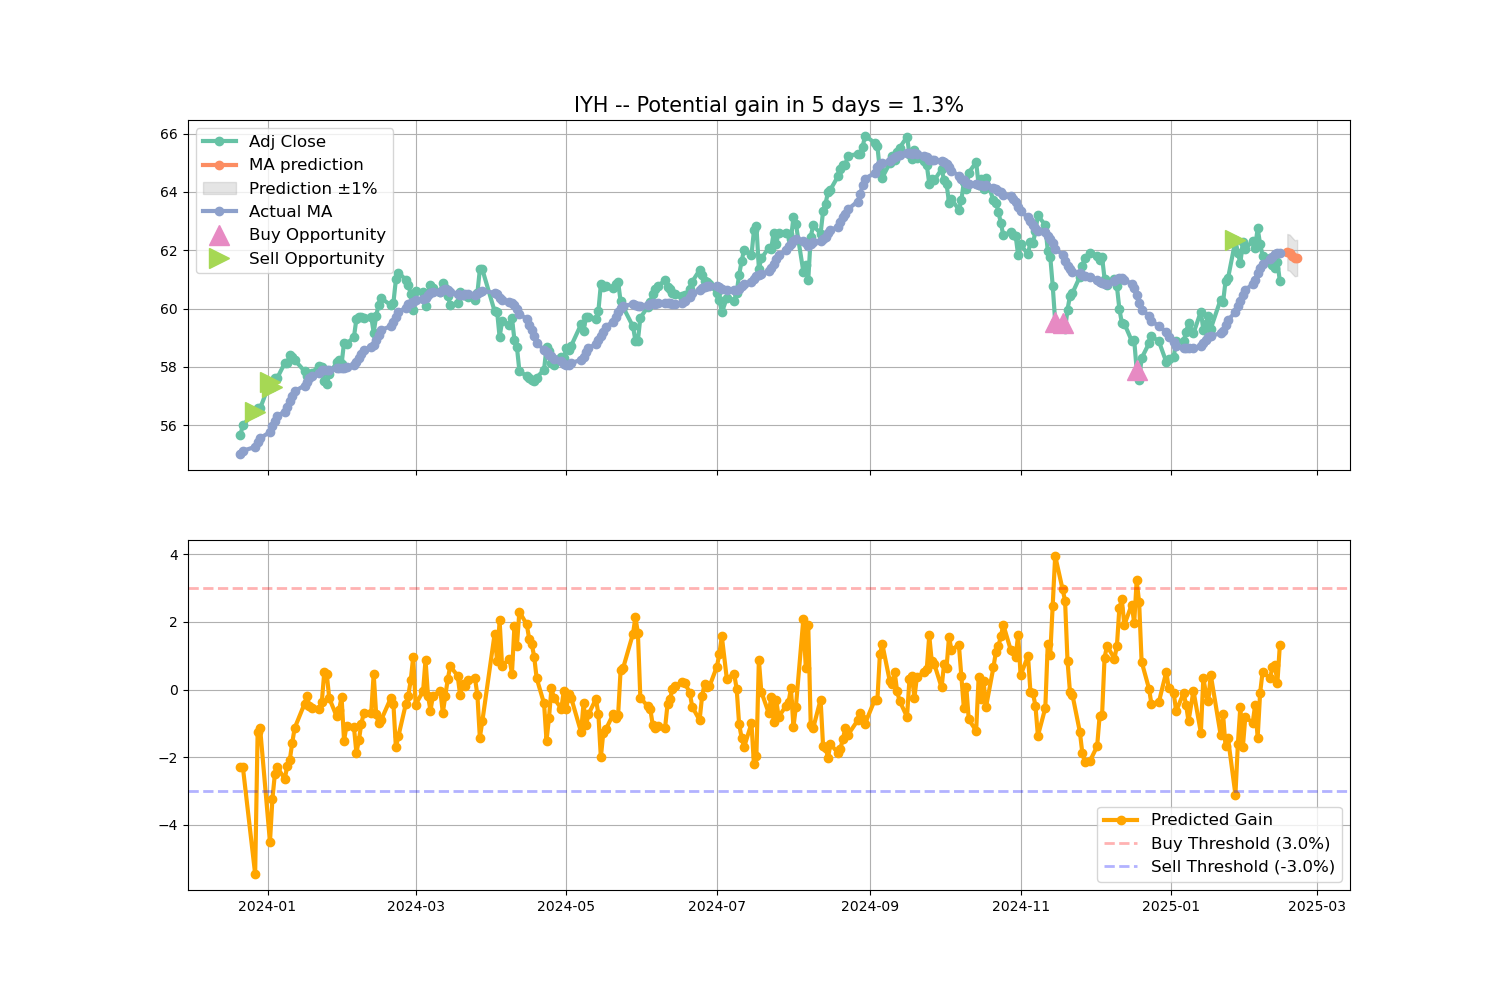 IYH -- Potential gain in 5 days = 1.3%
66
64
62
60
58
56
Adj Close
MA prediction
Prediction ±1%
Actual MA
Buy Opportunity
Sell Opportunity
4
2
0
−2
−4
Predicted Gain
Buy Threshold (3.0%)
Sell Threshold (-3.0%)
2024-01
2024-03
2024-05
2024-07
2024-09
2024-11
2025-01
2025-03